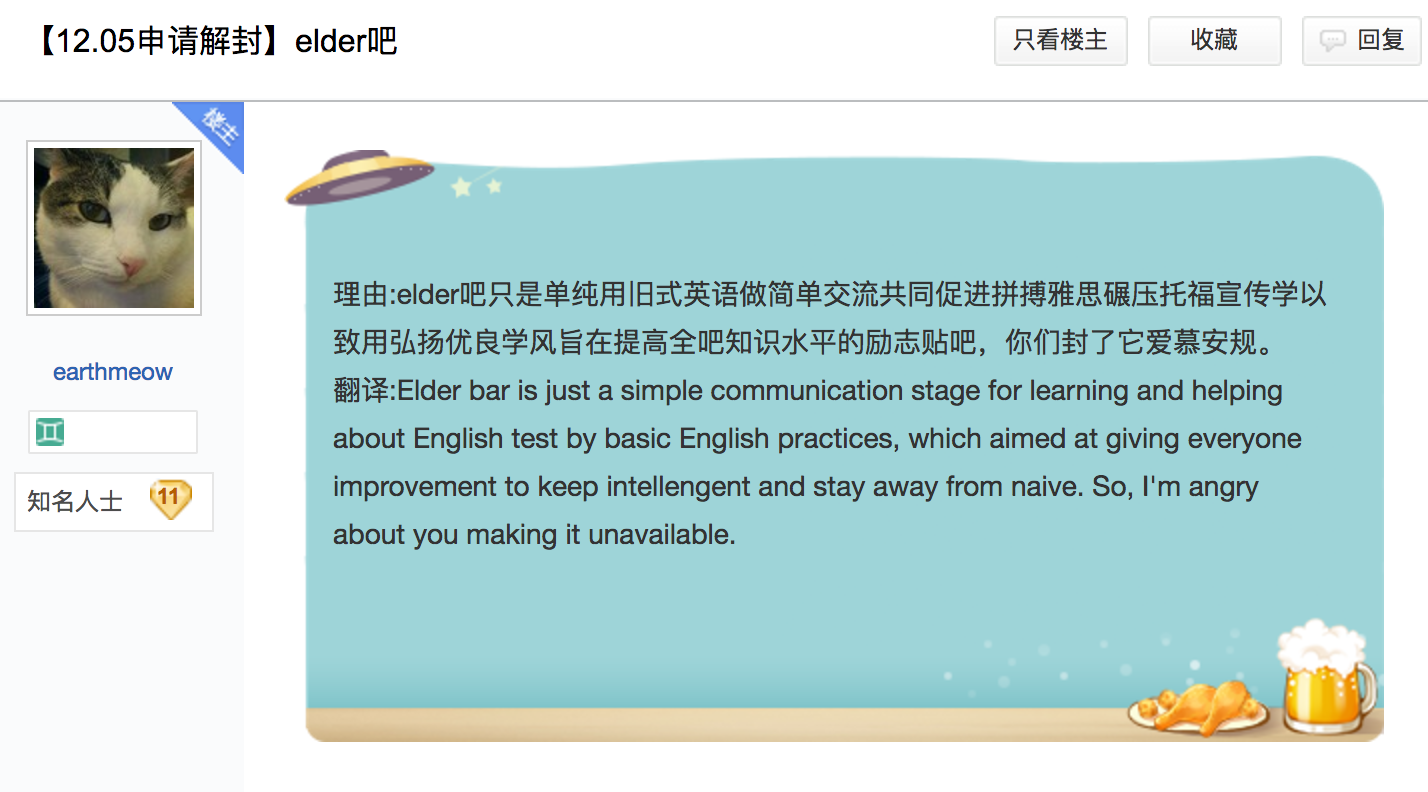 【12.05申请解封】elder吧
只看楼主
收藏
回复
楼主
earthmeow
知名人士
11
理由:elder吧只是单纯用旧式英语做简单交流共同促进拼搏雅思碾压托福宣传学以
致用弘扬优良学风旨在提高全吧知识水平的励志贴吧，你们封了它爱慕安规。
翻译:Elder bar is just a simple communication stage for learning and helping
about English test by basic English practices, which aimed at giving everyone
improvement to keep intellengent and stay away from naive. So, I'm angry
about you making it unavailable.